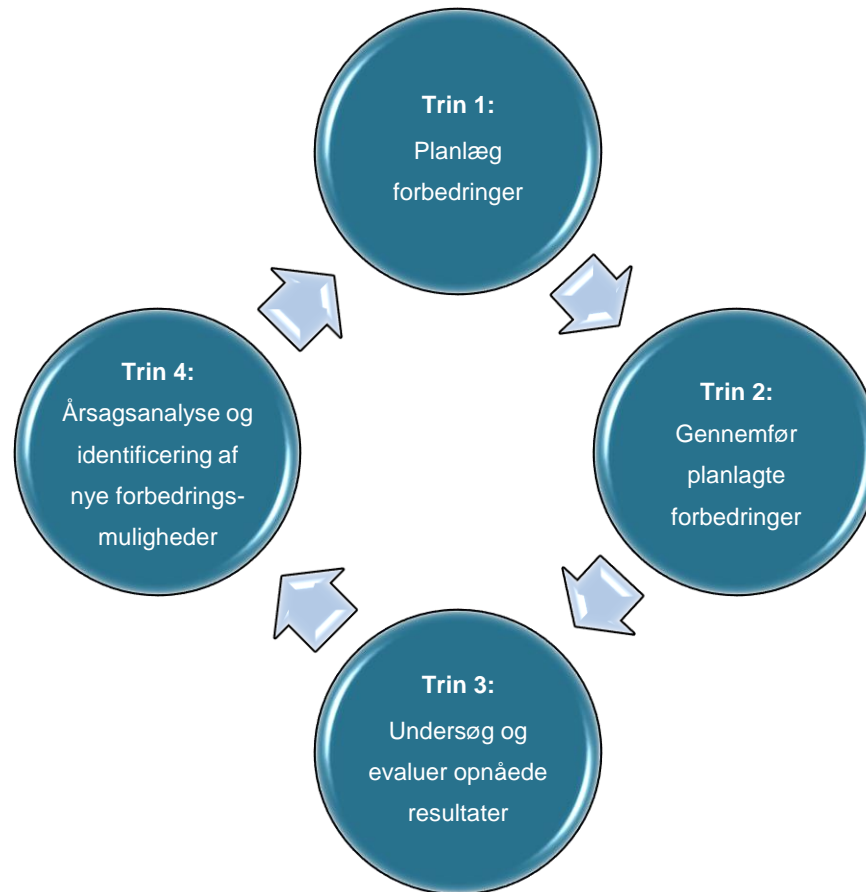 Trin 1:
Planlæg
forbedringer
Trin 2:
Gennemfør
planlagte
forbedringer
Trin 3:
Undersøg og
evaluer opnåede
resultater
Trin 4:
Årsagsanalyse og
identificering af
nye forbedrings-
muligheder